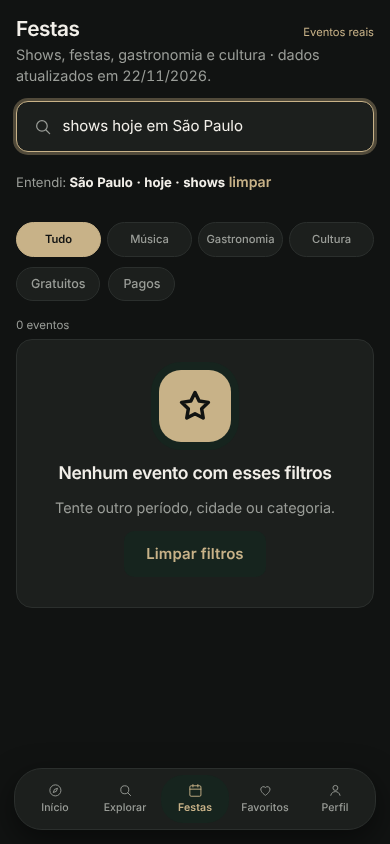 Festas
Eventos reais
Shows, festas, gastronomia e cultura · dados
atualizados em 22/11/2026.
shows hoje em São Paulo
Entendi: São Paulo · hoje · shows limpar
Tudo
Música
Gastronomia
Cultura
Gratuitos
Pagos
0 eventos
Nenhum evento com esses filtros
Tente outro período, cidade ou categoria.
Limpar filtros
Início
Explorar
Festas
Favoritos
Perfil